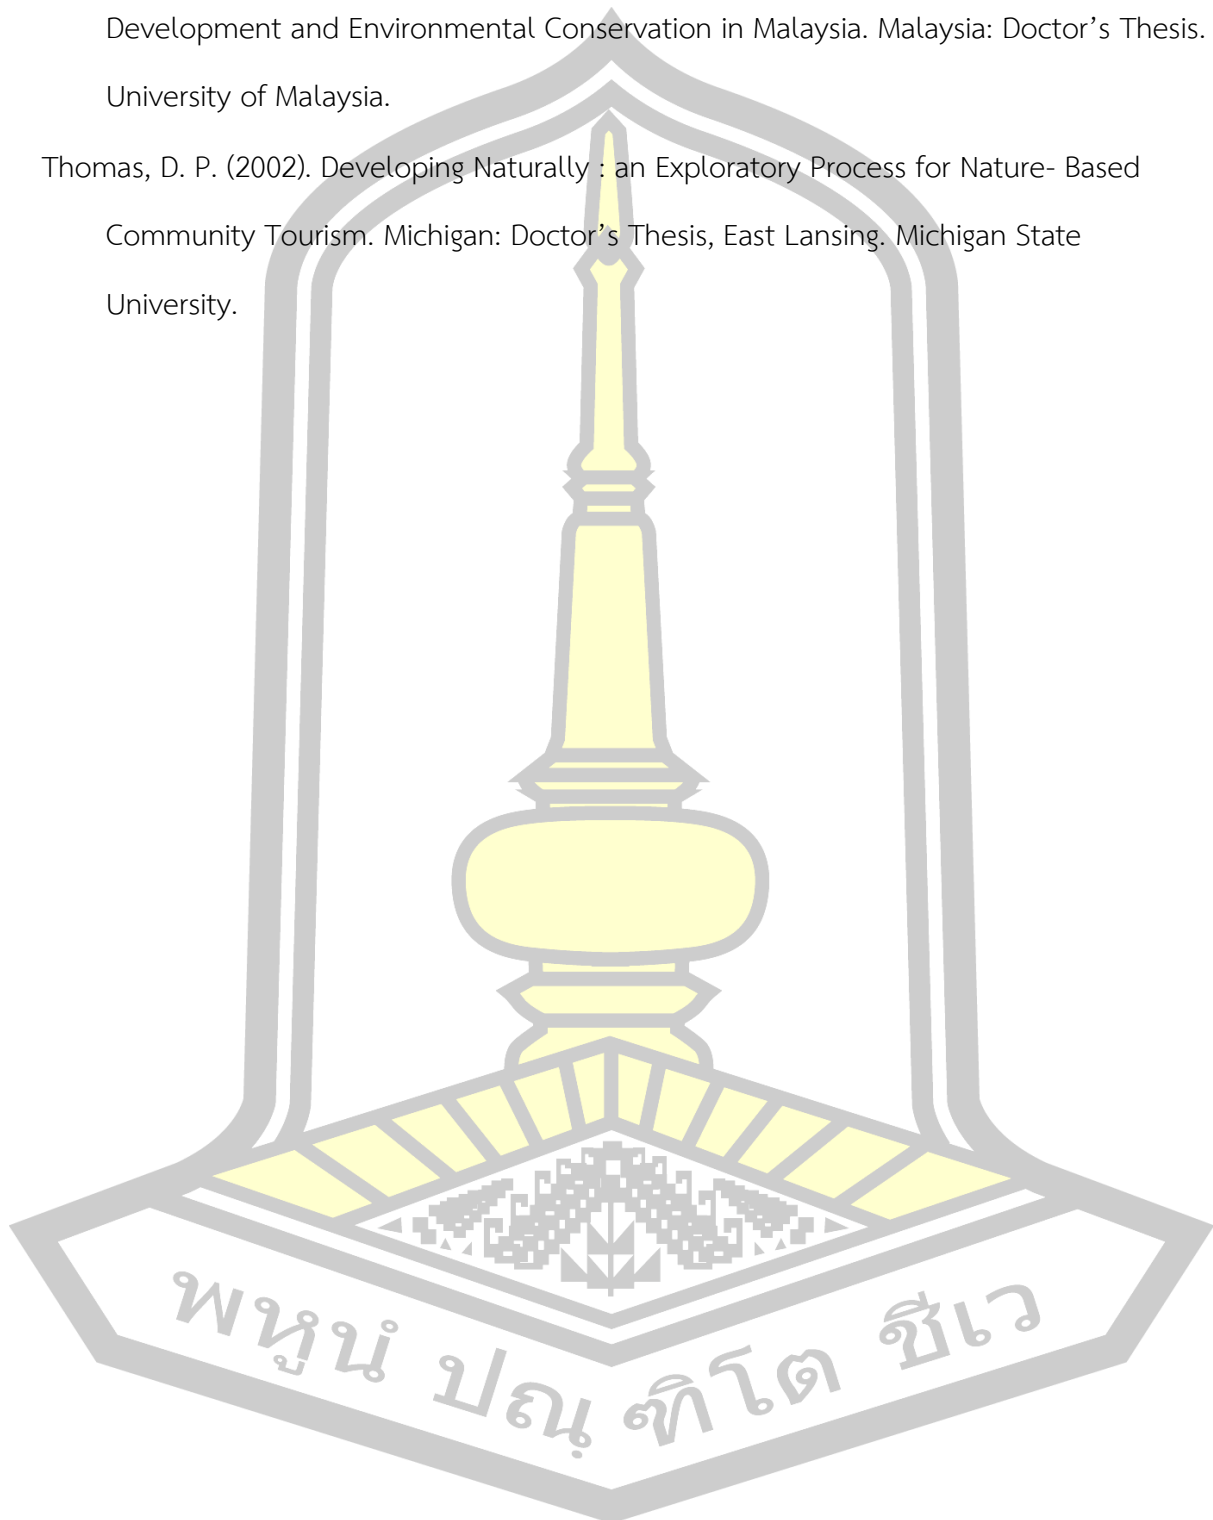 Development and Environmental Conservation in Malaysia. Malaysia: Doctor’s Thesis.
University of Malaysia.
Thomas, D. P. (2002). Developing Naturally : an Exploratory Process for Nature- Based
Community Tourism. Michigan: Doctor’s Thesis, East Lansing. Michigan State
University.
พหูนํ ปณฺฑิโต ชีเว